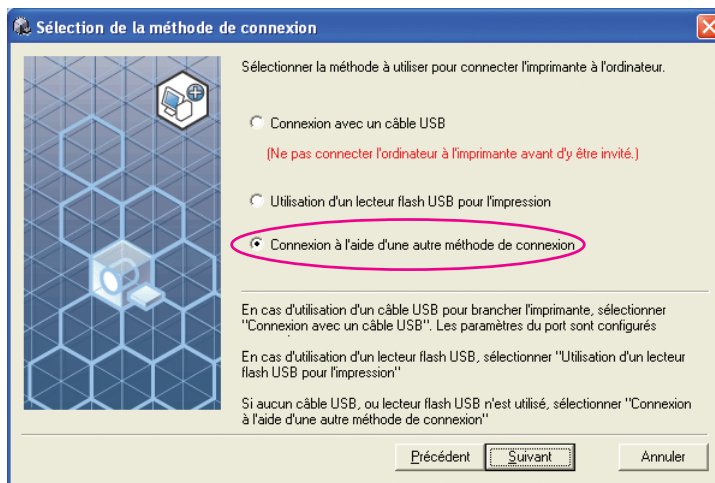 Sélection de la méthode de connexion
Sélectionner la méthode à utiliser pour connecter l'imprimante à l'ordinateur.
Connexion avec un câble USB
(Ne pas connecter l'ordinateur à l'imprimante avant d'y être invité.)
Utilisation d'un lecteur flash USB pour l'impression
Connexion à l'aide d'une autre méthode de connexion
En cas d'utilisation d'un câble USB pour brancher l'imprimante, sélectionner
"Connexion avec un câble USB". Les paramètres du port sont configurés
En cas d'utilisation d'un lecteur flash USB, sélectionner "Utilisation d'un lecteur
flash USB pour l'impression"
Si aucun câble USB, ou lecteur flash USB n'est utilisé, sélectionner "Connexion
à l'aide d'une autre méthode de connexion"
Précédent Suivant Annuler